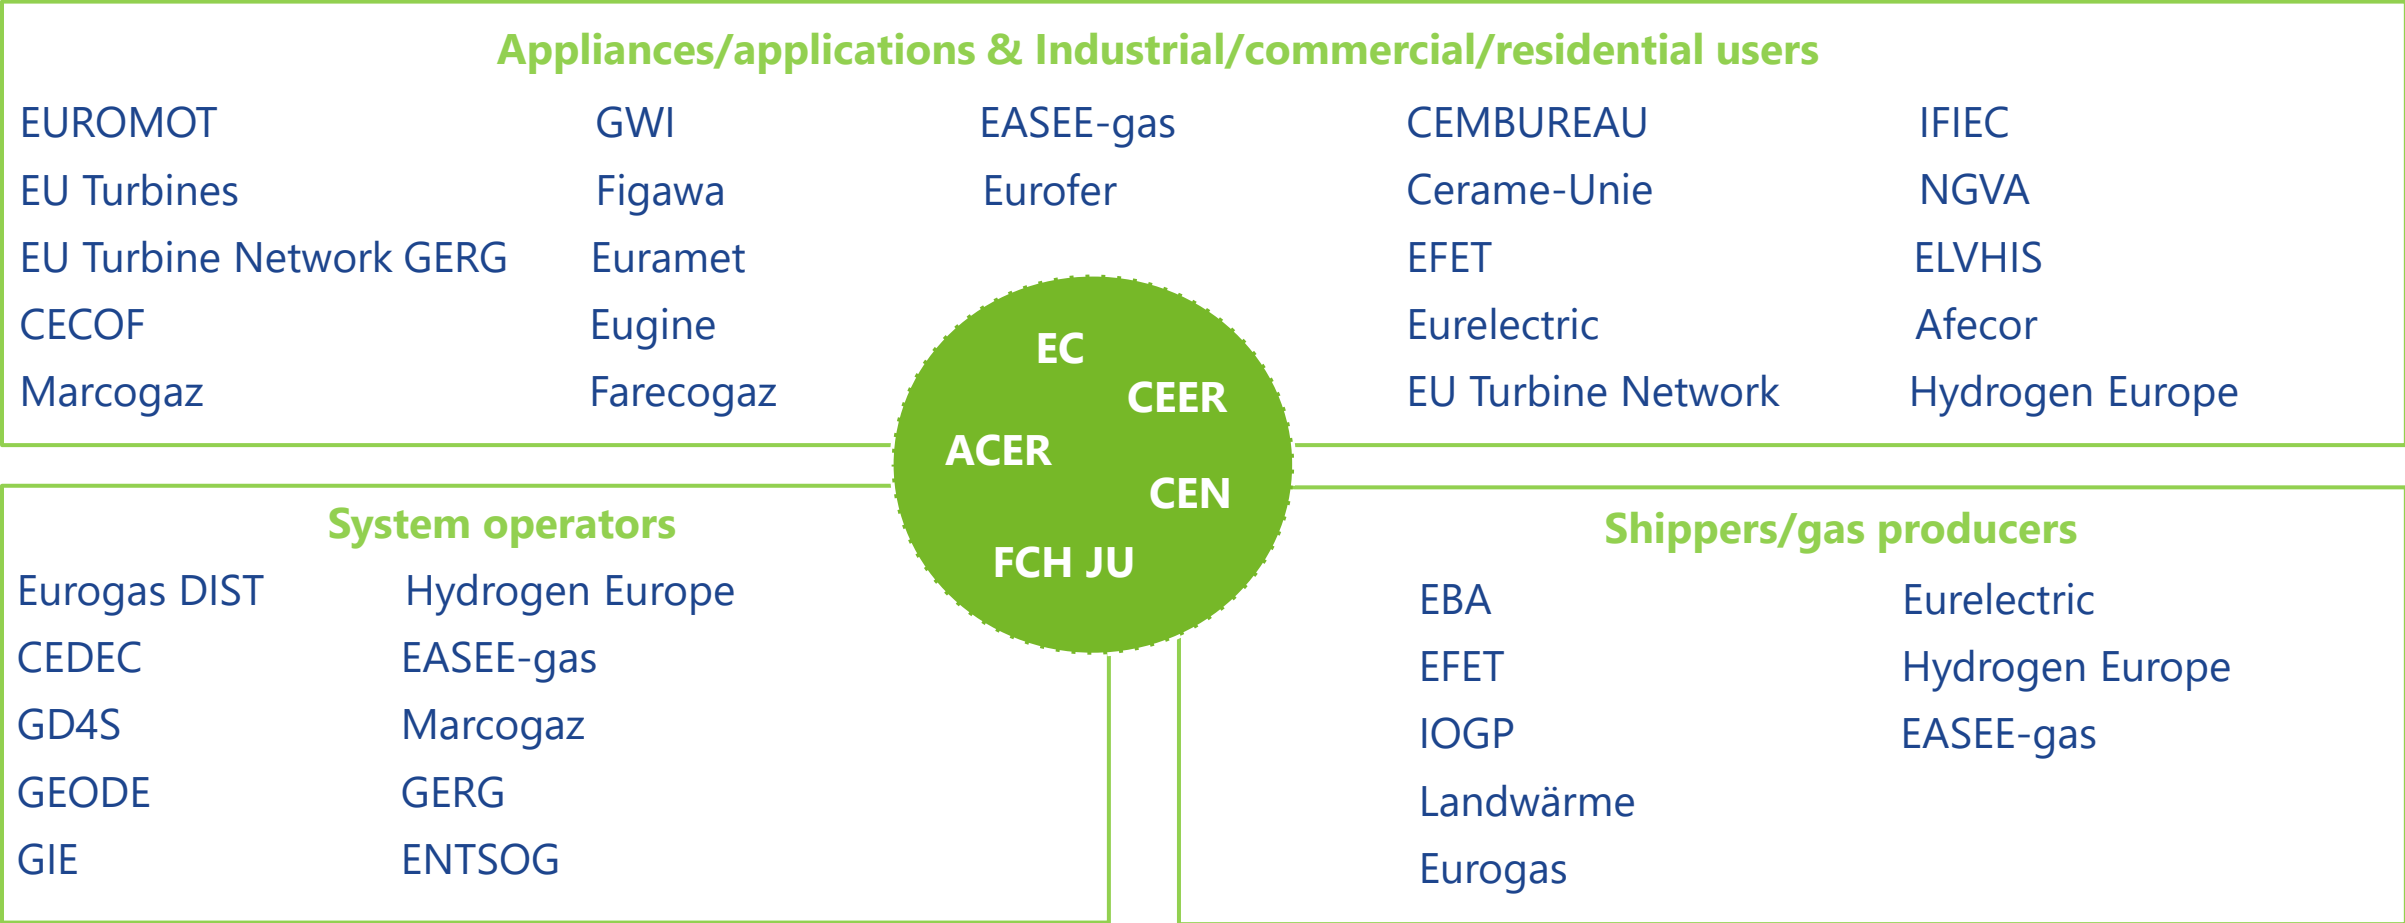 Appliances/applications & Industrial/commercial/residential users
EUROMOT
EU Turbines
EU Turbine Network GERG
CECOF
Marcogaz
GWI
Figawa
Euramet
Eugine
Farecogaz
EASEE-gas
Eurofer
CEMBUREAU
Cerame-Unie
EFET
Eurelectric
EU Turbine Network
IFIEC
NGVA
ELVHIS
Afecor
Hydrogen Europe
EC
CEER
ACER
CEN
FCH JU
System operators
Eurogas DIST
CEDEC
GD4S
GEODE
GIE
Hydrogen Europe
EASEE-gas
Marcogaz
GERG
ENTSOG
Shippers/gas producers
EBA
EFET
IOGP
Landwärme
Eurogas
Eurelectric
Hydrogen Europe
EASEE-gas